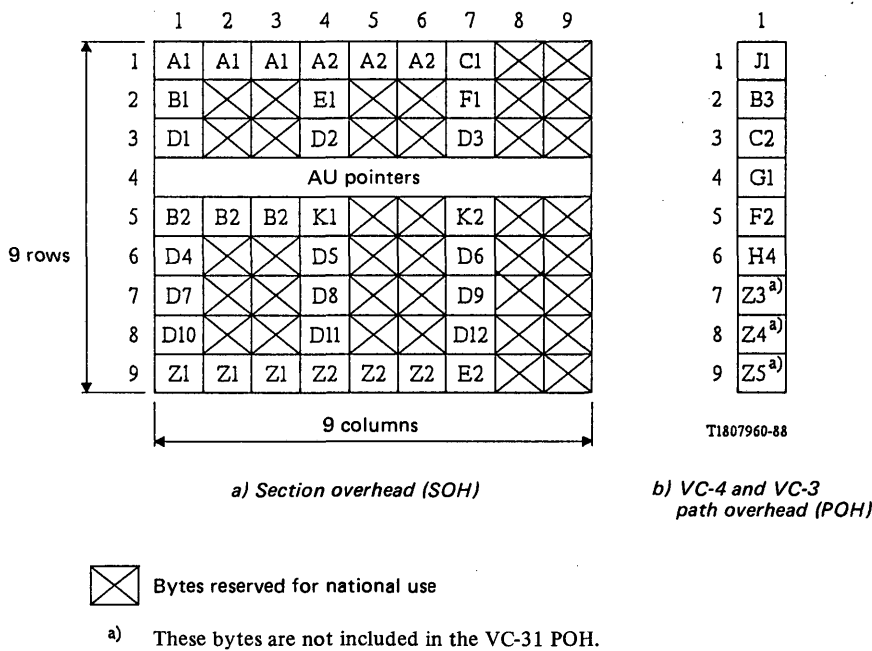 1 2 3 4 5 6 7 8 9 1
1 A1 A1 A1 A2 A2 A2 C1 1 J1
2 B1 E1 F1 2 B3
3 D1 D2 D3 3 C2
4 AU pointers 4 G1
5 B2 B2 B2 K1 K2 5 F2
9 rows 6 D4 D5 D6 6 H4
7 D7 D8 D9 7 Z3a)
8 D10 D11 D12 8 Z4a)
9 Z1 Z1 Z1 Z2 Z2 Z2 E2 9 Z5a)
9 columns
T1807960-88
a) Section overhead (SOH)
b) VC-4 and VC-3
path overhead (POH)
Bytes reserved for national use
a) These bytes are not included in the VC-31 POH.